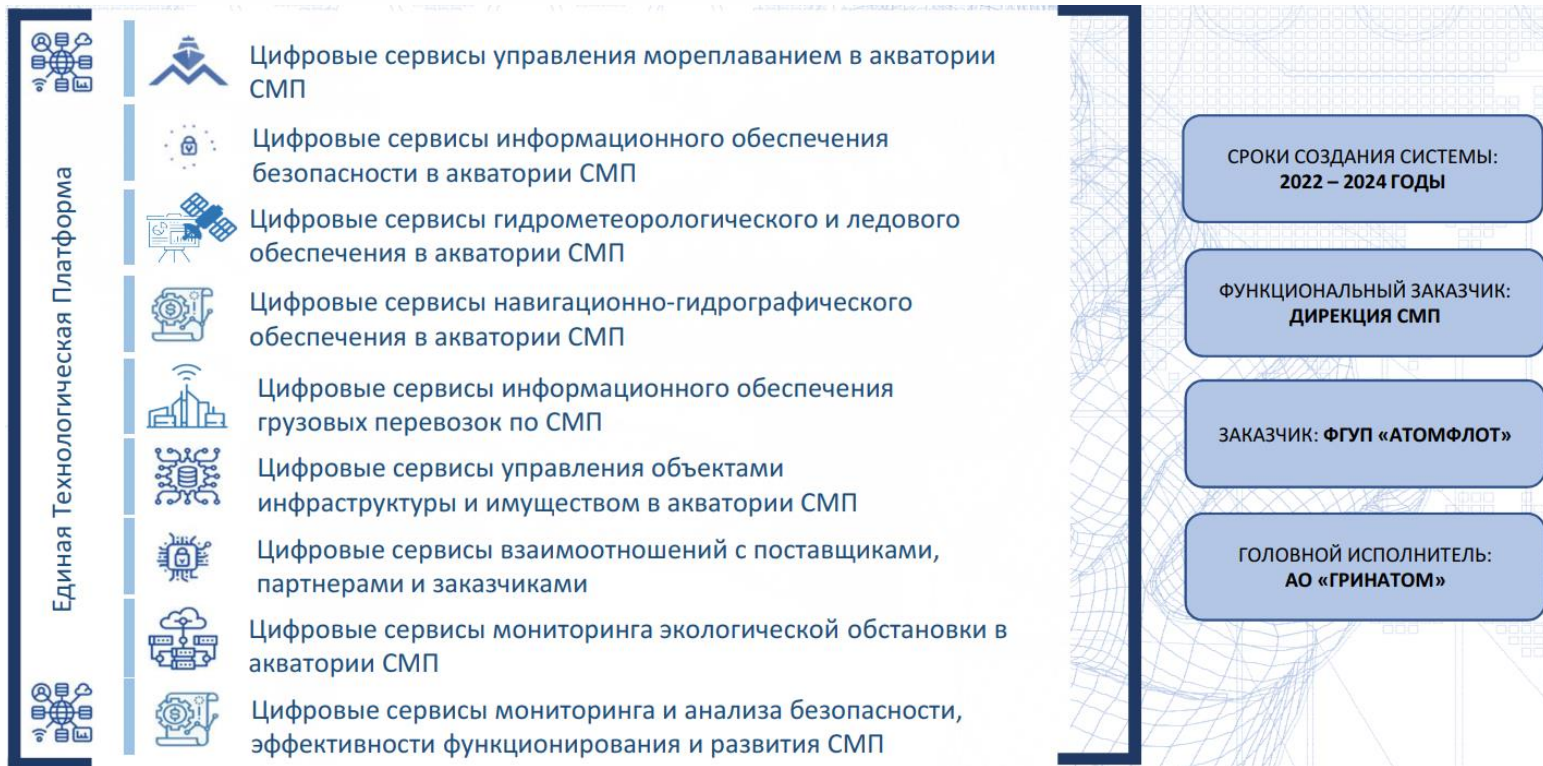 Единая Технологическая Платформа
Цифровые сервисы управления мореплаванием в акватории
СМП
Цифровые сервисы информационного обеспечения
безопасности в акватории СМП
Цифровые сервисы гидрометеорологического и ледового
обеспечения в акватории СМП
Цифровые сервисы навигационно-гидрографического
обеспечения в акватории СМП
Цифровые сервисы информационного обеспечения
грузовых перевозок по СМП
Цифровые сервисы управления объектами
инфраструктуры и имуществом в акватории СМП
Цифровые сервисы взаимоотношений с поставщиками,
партнерами и заказчиками
Цифровые сервисы мониторинга экологической обстановки в
акватории СМП
Цифровые сервисы мониторинга и анализа безопасности,
эффективности функционирования и развития СМП
СРОКИ СОЗДАНИЯ СИСТЕМЫ:
2022 – 2024 ГОДЫ
ФУНКЦИОНАЛЬНЫЙ ЗАКАЗЧИК:
ДИРЕКЦИЯ СМП
ЗАКАЗЧИК: ФГУП «АТОМФЛОТ»
ГОЛОВНОЙ ИСПОЛНИТЕЛЬ:
АО «ГРИНАТОМ»